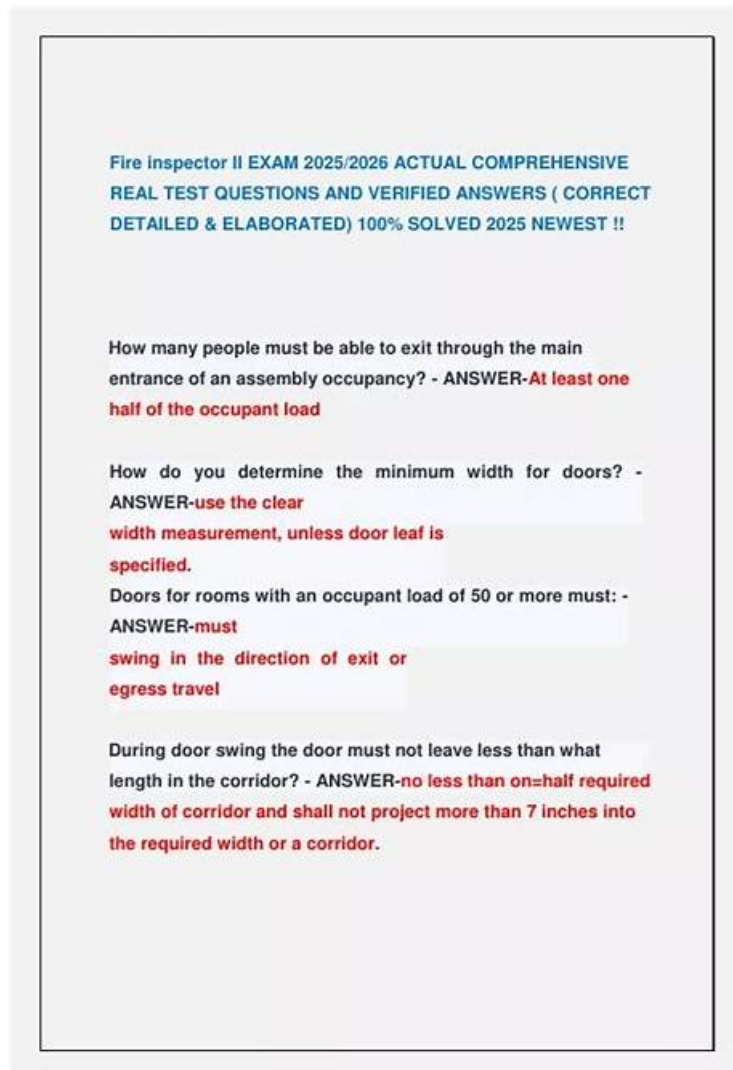 Fire inspector II EXAM 2025/2026 ACTUAL COMPREHENSIVE
REAL TEST QUESTIONS AND VERIFIED ANSWERS ( CORRECT
DETAILED & ELABORATED) 100% SOLVED 2025 NEWEST !!
How many people must be able to exit through the main
entrance of an assembly occupancy? - ANSWER-At least one
half of the occupant load
How do you determine the minimum width for doors? -
ANSWER-use the clear
width measurement, unless door leaf is
specified.
Doors for rooms with an occupant load of 50 or more must: -
ANSWER-must
swing in the direction of exit or
egress travel
During door swing the door must not leave less than what
length in the corridor? - ANSWER-no less than on=half required
width of corridor and shall not project more than 7 inches into
the required width or a corridor.